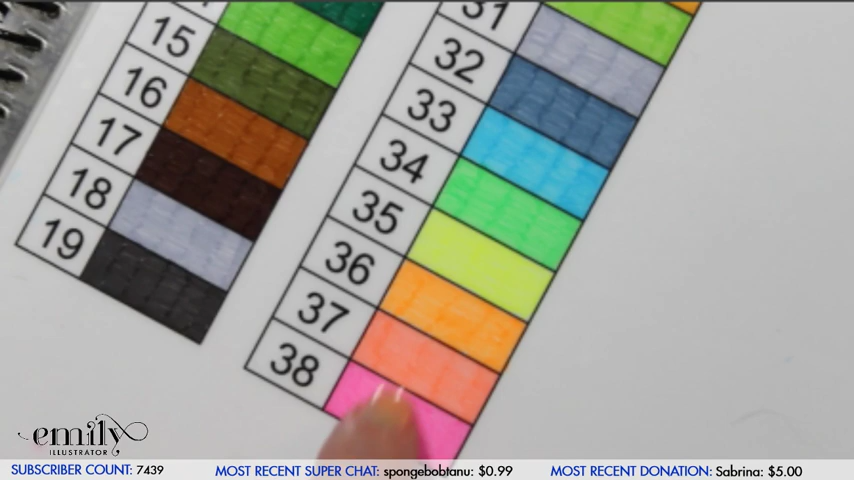 15
16
17
18
19
31
32
33
34
35
36
37
38
emily
ILLUSTRATOR
SUBSCRIBER COUNT: 7439
MOST RECENT SUPER CHAT: spongebobtanu: $0.99
MOST RECENT DONATION: Sabrina: $5.00